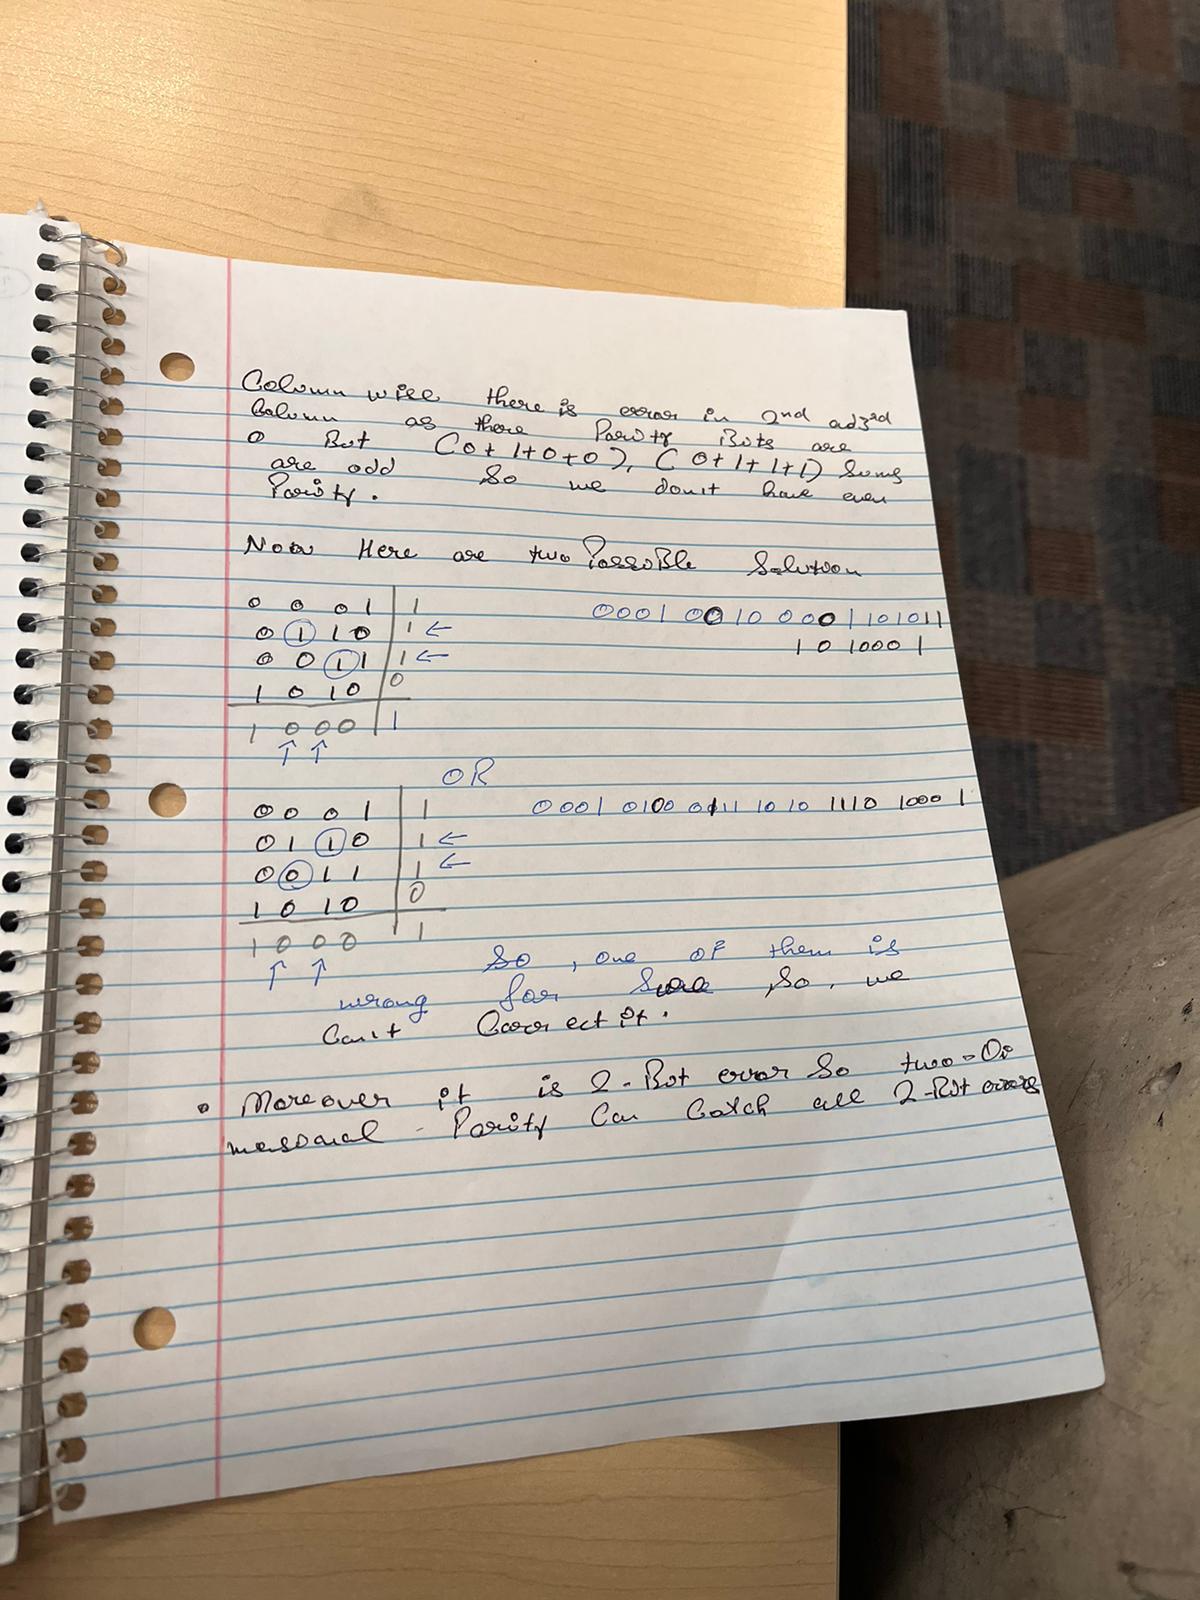 Column wise there is error in 2nd ad 3rd
Column as there Parity Bits are
0 But (0+1+0+0), (0+1+1+1) Sums
are odd So we don't have even
Parity.
Now Here are two Possible Solution
0 0 0 1 | 1 0001 0010 0001 101011
0 1 1 0 | 1 ← 1 0 1000 1
0 0 1 1 | 1 ←
1 0 1 0 | 0
1 0 0 0 | 1
↑ ↑
OR
0 0 0 1 | 1 0001 0100 0111 1010 1110 1000 1
0 1 1 0 | 1 ←
0 0 1 1 | 1 ←
1 0 1 0 | 0
1 0 0 0 | 1
↑ ↑ So, one of them is
wrong for Sure, So, we
Can't Correct it.
• Moreover it is 2-Bit error So two-Di
mensional Parity Can Catch all 2-Bit errors